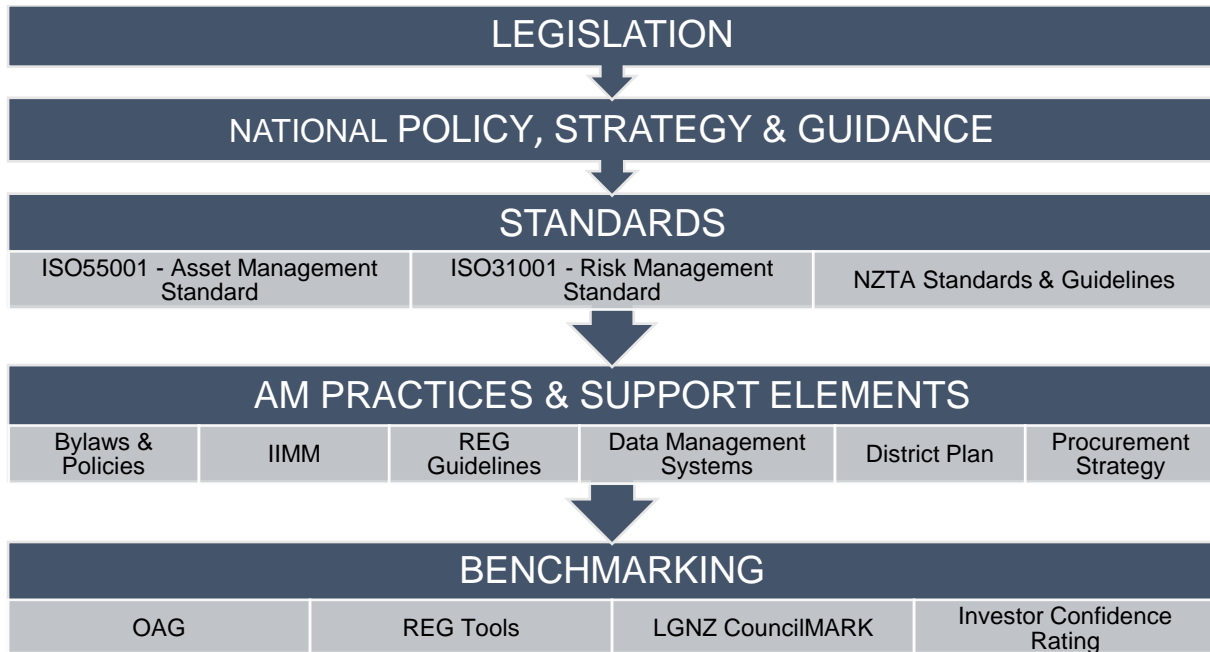 LEGISLATION
NATIONAL POLICY, STRATEGY & GUIDANCE
STANDARDS
ISO55001 - Asset Management
Standard
ISO31001 - Risk Management
Standard
NZTA Standards & Guidelines
AM PRACTICES & SUPPORT ELEMENTS
Bylaws &
Policies
IIMM
REG
Guidelines
Data Management
Systems
District Plan
Procurement
Strategy
BENCHMARKING
OAG
REG Tools
LGNZ CouncilMARK
Investor Confidence
Rating